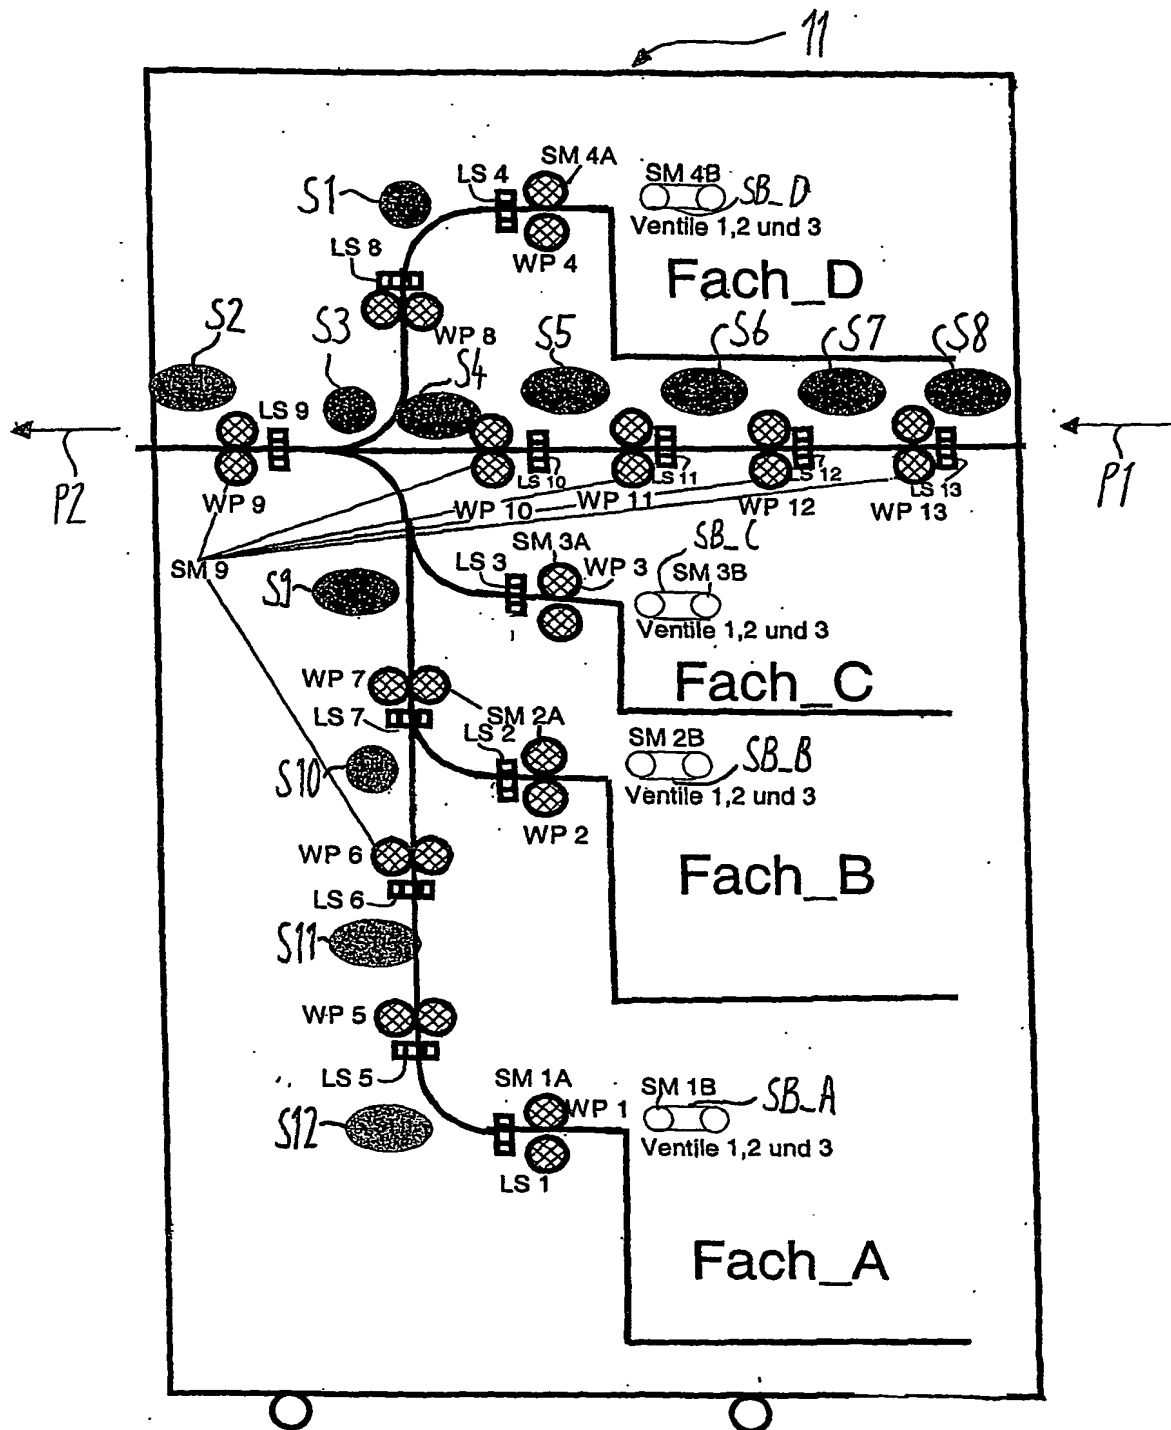 11
SM 4A
LS 4
SM 4B
S1
SB_D
Ventile 1,2 und 3
LS 8
WP 4
Fach_D
S2
S3
WP 8
S4
S5
S6
S7
S8
LS 9
P2
WP 9
LS 10
LS 11
LS 12
LS 13
WP 10
WP 11
WP 12
WP 13
P1
SM 9
SM 3A
SB_C
LS 3
WP 3
SM 3B
S9
Ventile 1,2 und 3
WP 7
Fach_C
LS 7
SM 2A
LS 2
SM 2B
SB_B
S10
Ventile 1,2 und 3
WP 2
WP 6
Fach_B
LS 6
S11
WP 5
LS 5
SM 1A
WP 1
SM 1B
SB_A
S12
Ventile 1,2 und 3
LS 1
Fach_A